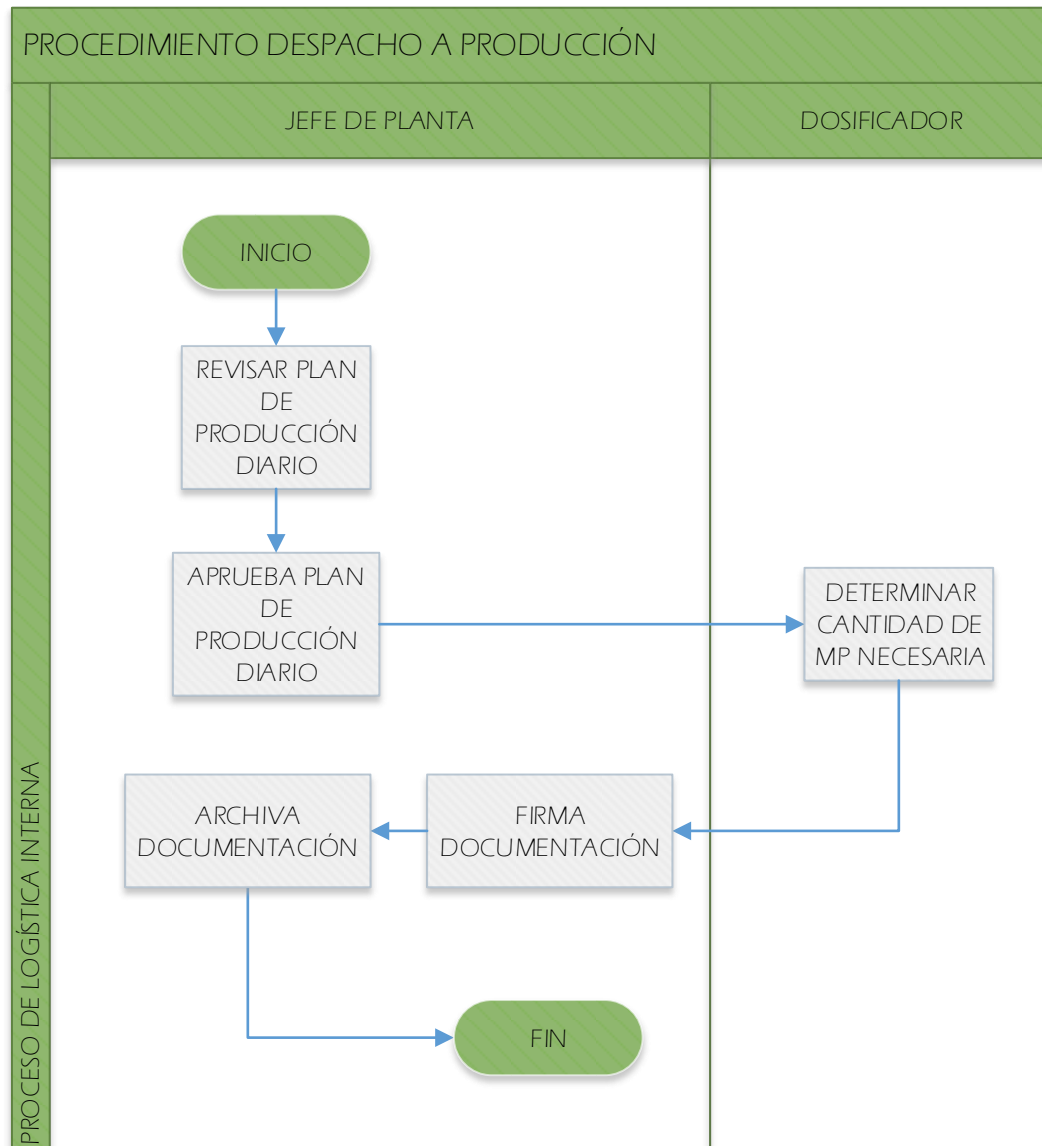 PROCEDIMIENTO DESPACHO A PRODUCCIÓN
JEFE DE PLANTA
DOSIFICADOR
INICIO
REVISAR PLAN
DE
PRODUCCIÓN
DIARIO
APRUEBA PLAN
DE
PRODUCCIÓN
DIARIO
DETERMINAR
CANTIDAD DE
MP NECESARIA
FIRMA
DOCUMENTACIÓN
ARCHIVA
DOCUMENTACIÓN
FIN
PROCESO DE LOGÍSTICA INTERNA